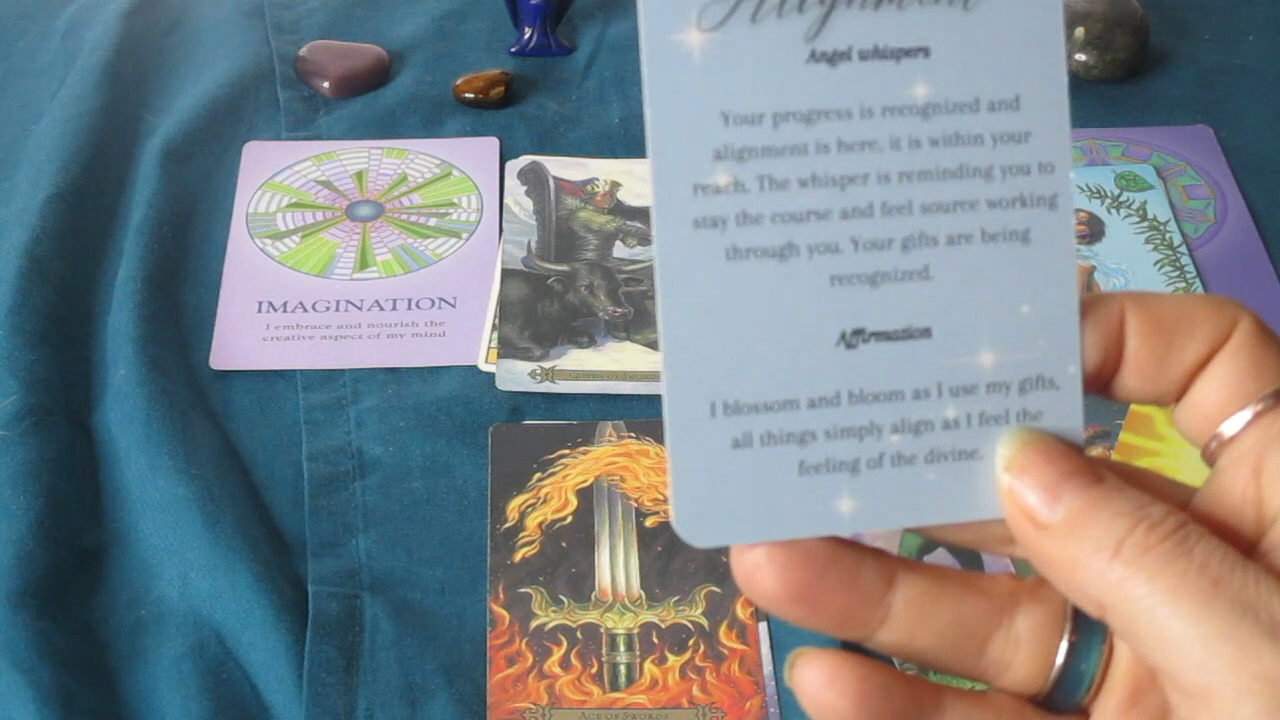 Alignment
Angel whispers
Your progress is recognized and
alignment is here, it is within your
reach. The whisper is reminding you to
stay the course and feel source working
through you. Your gifts are being
recognized.
Affirmation
I blossom and bloom as I use my gifts,
all things simply align as I feel the
feeling of the divine.
IMAGINATION
I embrace and nourish the
creative aspect of my mind
ACE OF SWORDS